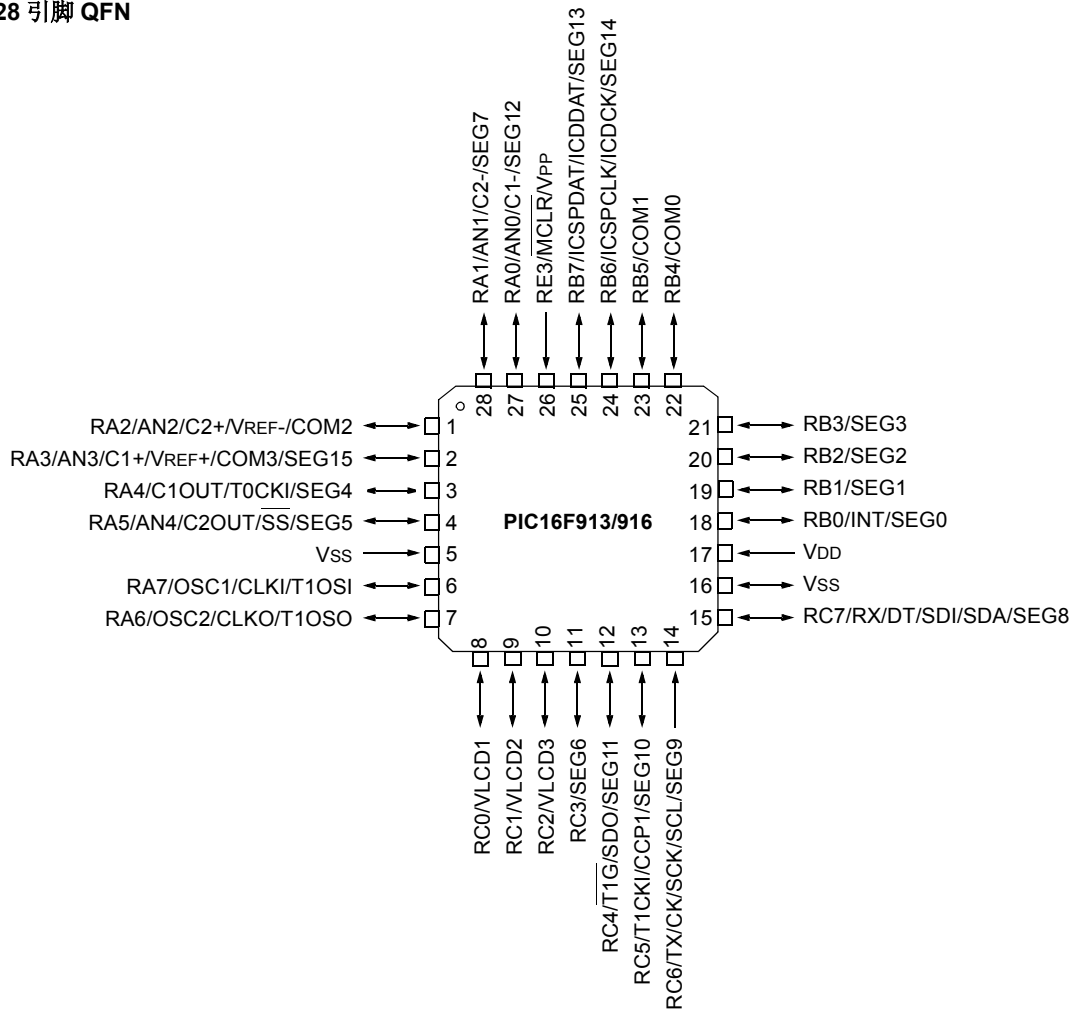 28 引脚 QFN
RA1/AN1/C2-/SEG7
RA0/AN0/C1-/SEG12
RE3/MCLR/VPP
RB7/ICSPDAT/ICDDAT/SEG13
RB6/ICSPCLK/ICDCK/SEG14
RB5/COM1
RB4/COM0
28
27
26
25
24
23
22
RA2/AN2/C2+/VREF-/COM2
1
RA3/AN3/C1+/VREF+/COM3/SEG15
2
RA4/C1OUT/T0CKI/SEG4
3
RA5/AN4/C2OUT/SS/SEG5
4
VSS
5
RA7/OSC1/CLKI/T1OSI
6
RA6/OSC2/CLKO/T1OSO
7
PIC16F913/916
21
RB3/SEG3
20
RB2/SEG2
19
RB1/SEG1
18
RB0/INT/SEG0
17
VDD
16
VSS
15
RC7/RX/DT/SDI/SDA/SEG8
8
9
10
11
12
13
14
RC0/VLCD1
RC1/VLCD2
RC2/VLCD3
RC3/SEG6
RC4/T1G/SDO/SEG11
RC5/T1CKI/CCP1/SEG10
RC6/TX/CK/SCK/SCL/SEG9